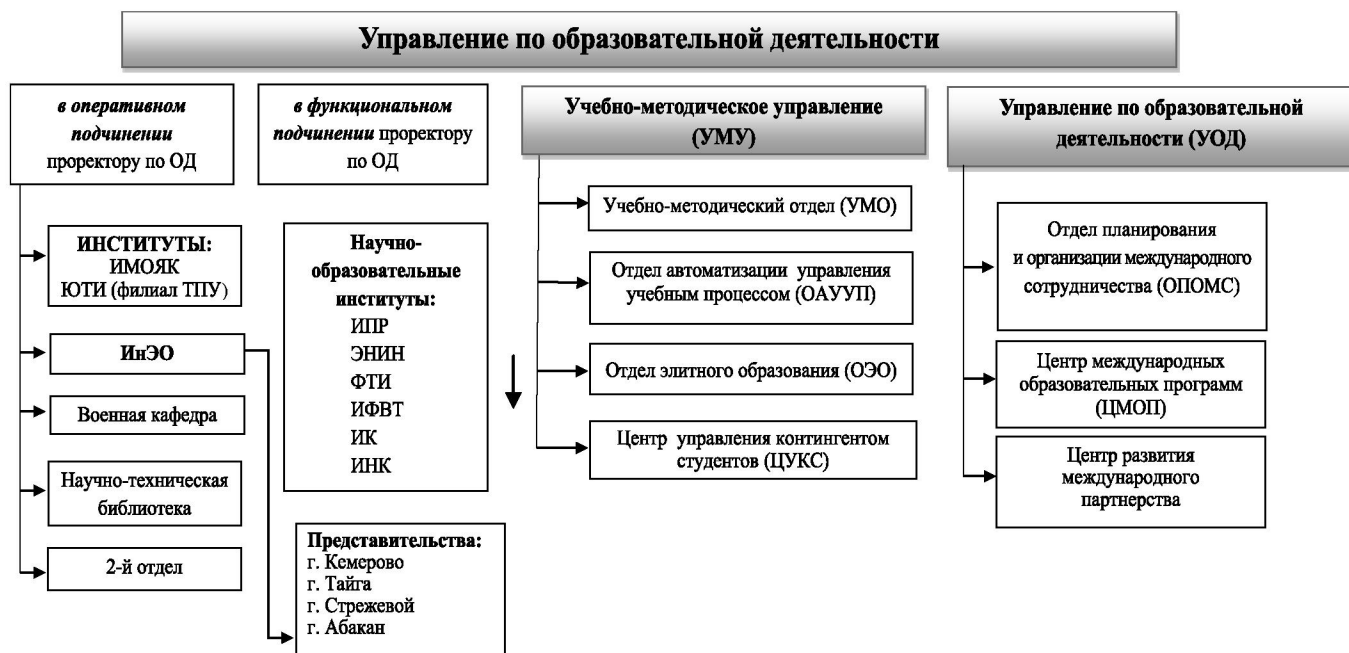 Управление по образовательной деятельности
в оперативном
подчинении
проректору по ОД
ИНСТИТУТЫ:
ИМОЯК
ЮТИ (филиал ТПУ)
ИнЭО
Военная кафедра
Научно-техническая
библиотека
2-й отдел
в функциональном
подчинении проректору
по ОД
Научно-
образовательные
институты:
ИПР
ЭНИН
ФТИ
ИФВТ
ИК
ИНК
Представительства:
г. Кемерово
г. Тайга
г. Стрежевой
г. Абакан
Учебно-методическое управление
(УМУ)
Учебно-методический отдел (УМО)
Отдел автоматизации управления
учебным процессом (ОАУУП)
Отдел элитного образования (ОЭО)
Центр управления контингентом
студентов (ЦУКС)
Управление по образовательной
деятельности (УОД)
Отдел планирования
и организации международного
сотрудничества (ОПОМС)
Центр международных
образовательных программ
(ЦМОП)
Центр развития
международного
партнерства